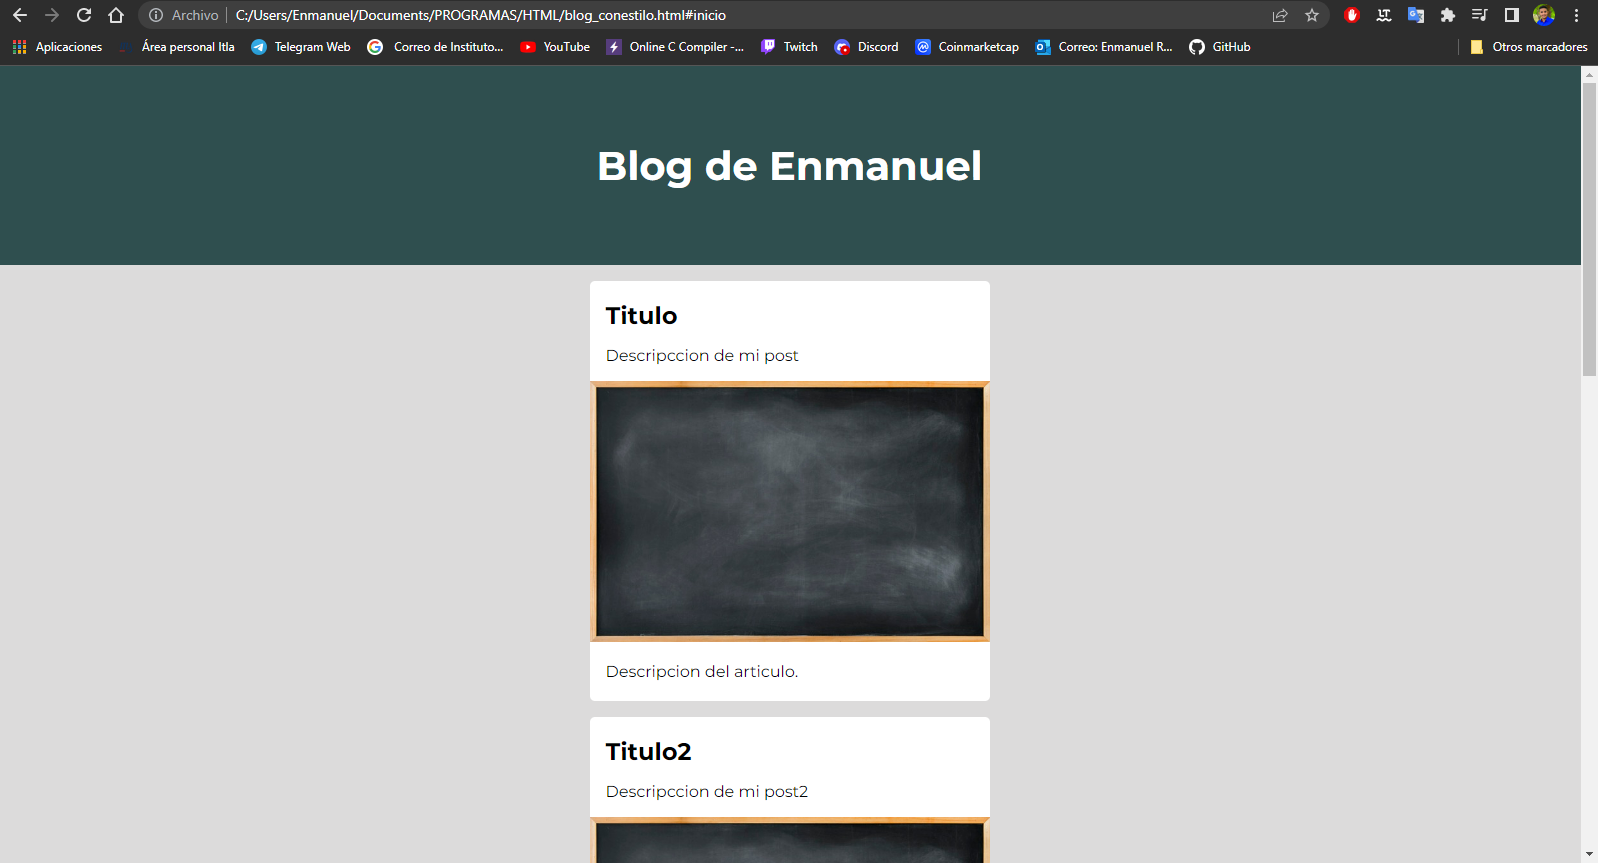 Archivo C:/Users/Enmanuel/Documents/PROGRAMAS/HTML/blog_conestilo.html#inicio
Aplicaciones Área personal Itla Telegram Web Correo de Instituto... YouTube Online C Compiler -... Twitch Discord Coinmarketcap Correo: Enmanuel R... GitHub Otros marcadores
Blog de Enmanuel
Titulo
Descripccion de mi post
Descripcion del articulo.
Titulo2
Descripccion de mi post2